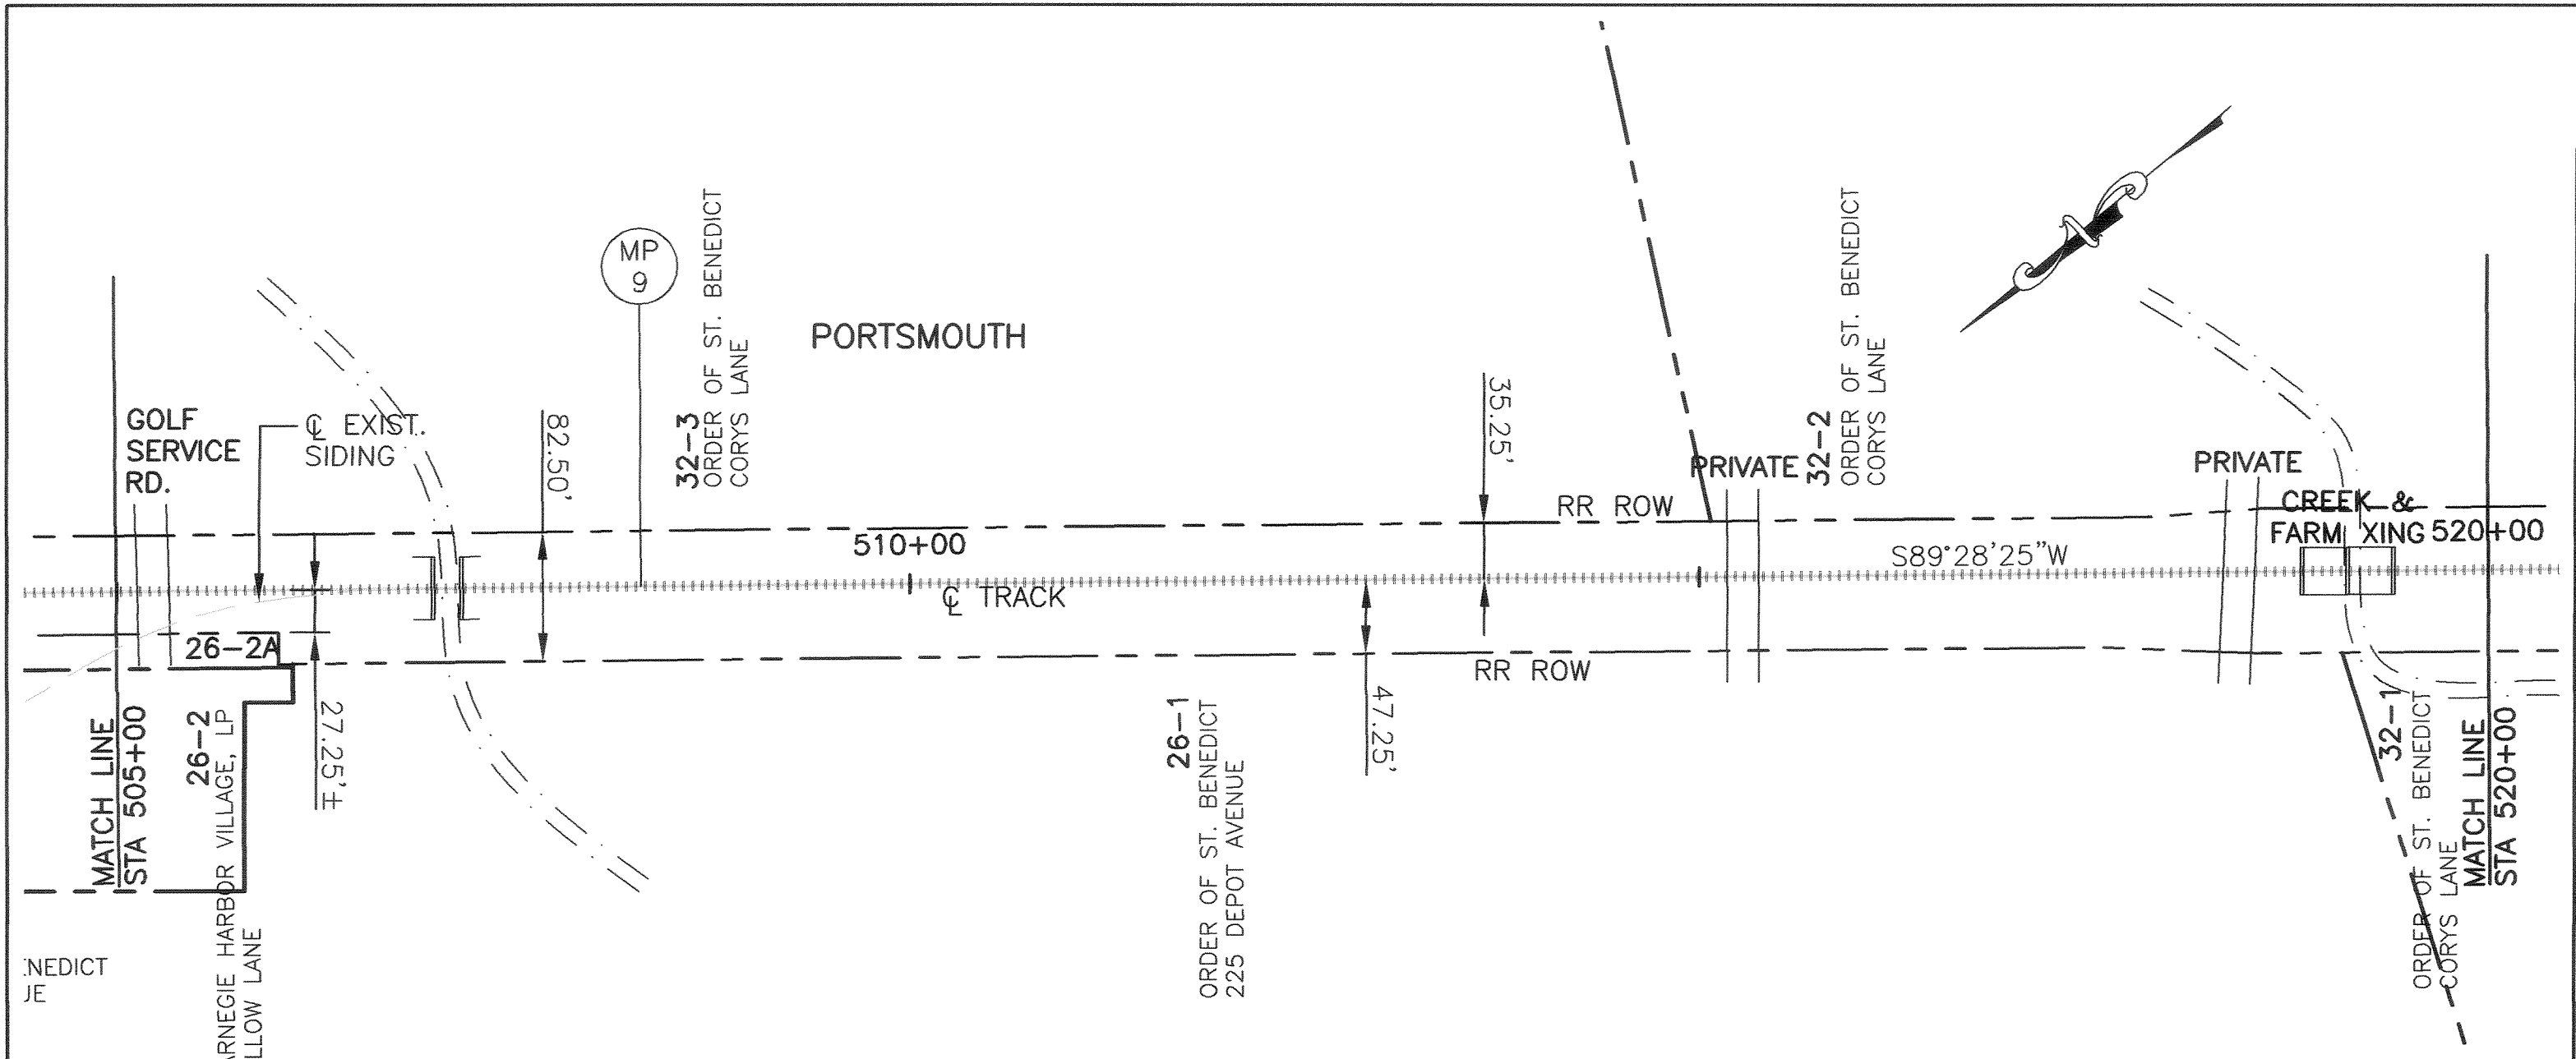 MP
9
PORTSMOUTH
32-3
ORDER OF ST. BENEDICT
CORYS LANE
32-2
ORDER OF ST. BENEDICT
CORYS LANE
GOLF
SERVICE
RD.
℄ EXIST.
SIDING
82.50'
35.25'
PRIVATE
PRIVATE
RR ROW
CREEK &
FARM XING
520+00
510+00
S89°28'25"W
℄ TRACK
26-2A
RR ROW
MATCH LINE
STA 505+00
26-2
ARNEGIE HARBOR VILLAGE, LP
LLOW LANE
27.25'±
26-1
ORDER OF ST. BENEDICT
225 DEPOT AVENUE
47.25'
32-1
ORDER OF ST. BENEDICT
CORYS LANE
MATCH LINE
STA 520+00
NEDICT